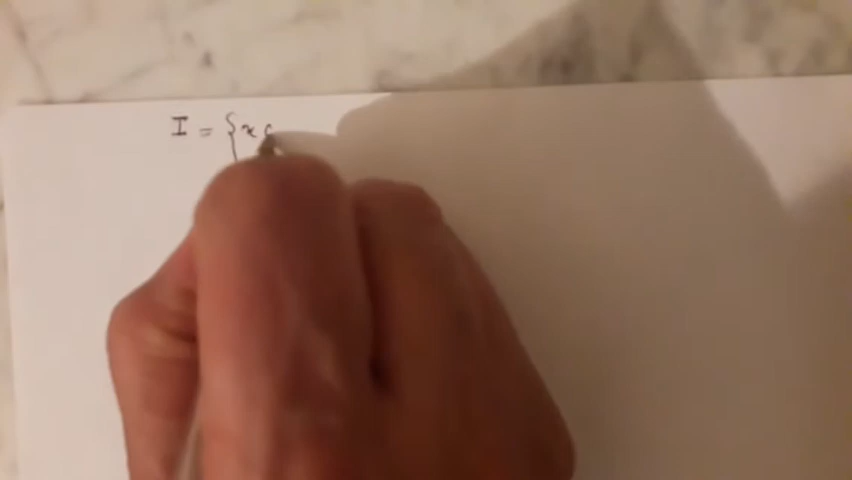 I = {x